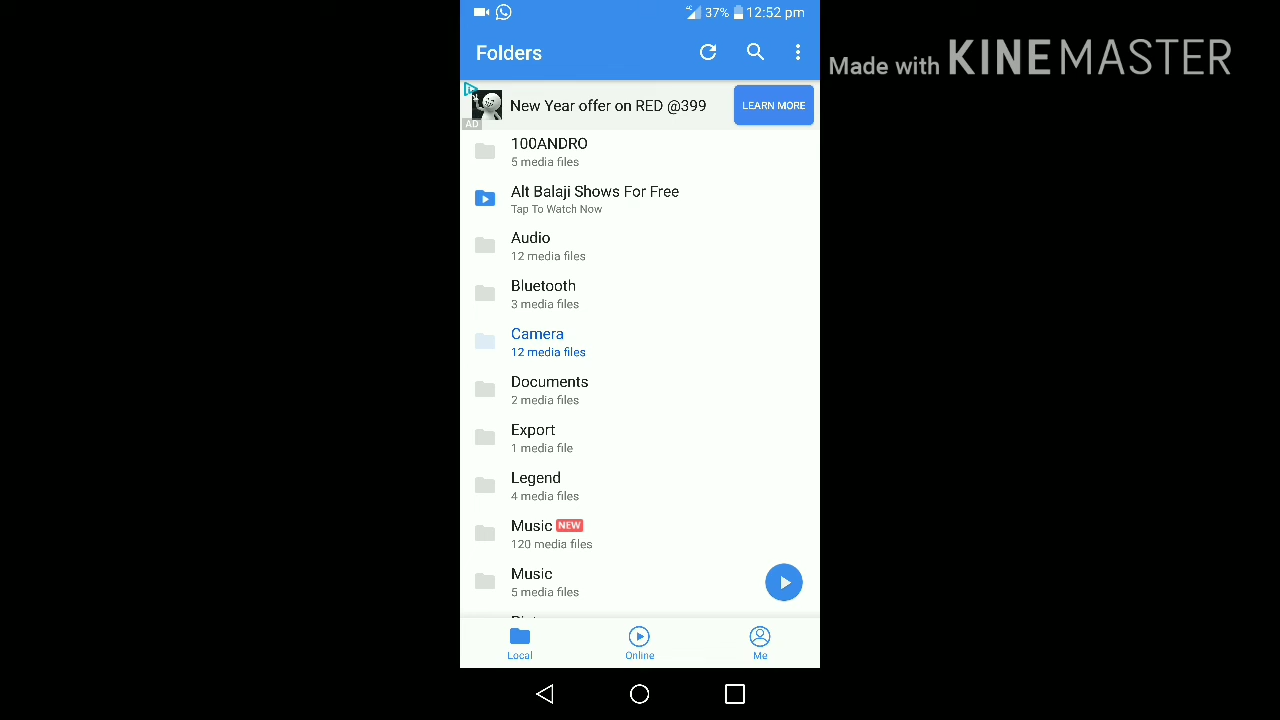 4G 37% 12:52 pm
Folders
Made with KINEMASTER
New Year offer on RED @399
LEARN MORE
AD
100ANDRO
5 media files
Alt Balaji Shows For Free
Tap To Watch Now
Audio
12 media files
Bluetooth
3 media files
Camera
12 media files
Documents
2 media files
Export
1 media file
Legend
4 media files
Music NEW
120 media files
Music
5 media files
Local
Online
Me